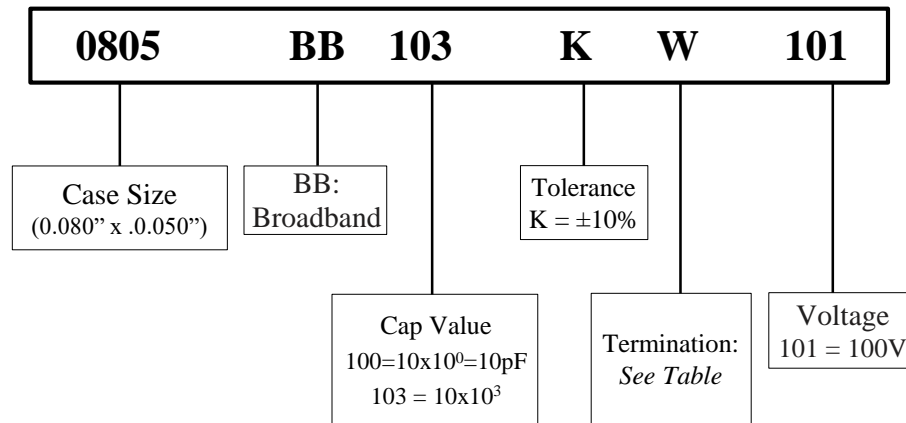 0805 BB 103 K W 101
Case Size
(0.080” x .0.050”)
BB:
Broadband
Tolerance
K = ±10%
Cap Value
100=10x10⁰=10pF
103 = 10x10³
Termination:
See Table
Voltage
101 = 100V